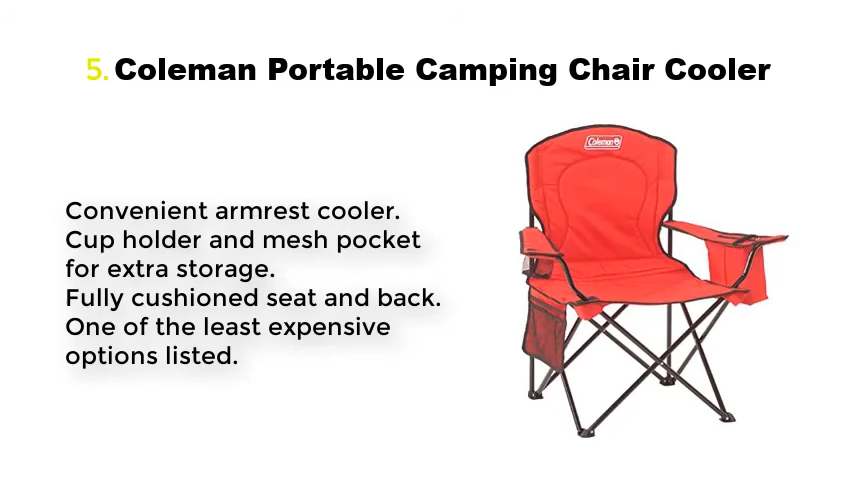 5. Coleman Portable Camping Chair Cooler
Coleman
Convenient armrest cooler.
Cup holder and mesh pocket
for extra storage.
Fully cushioned seat and back.
One of the least expensive
options listed.